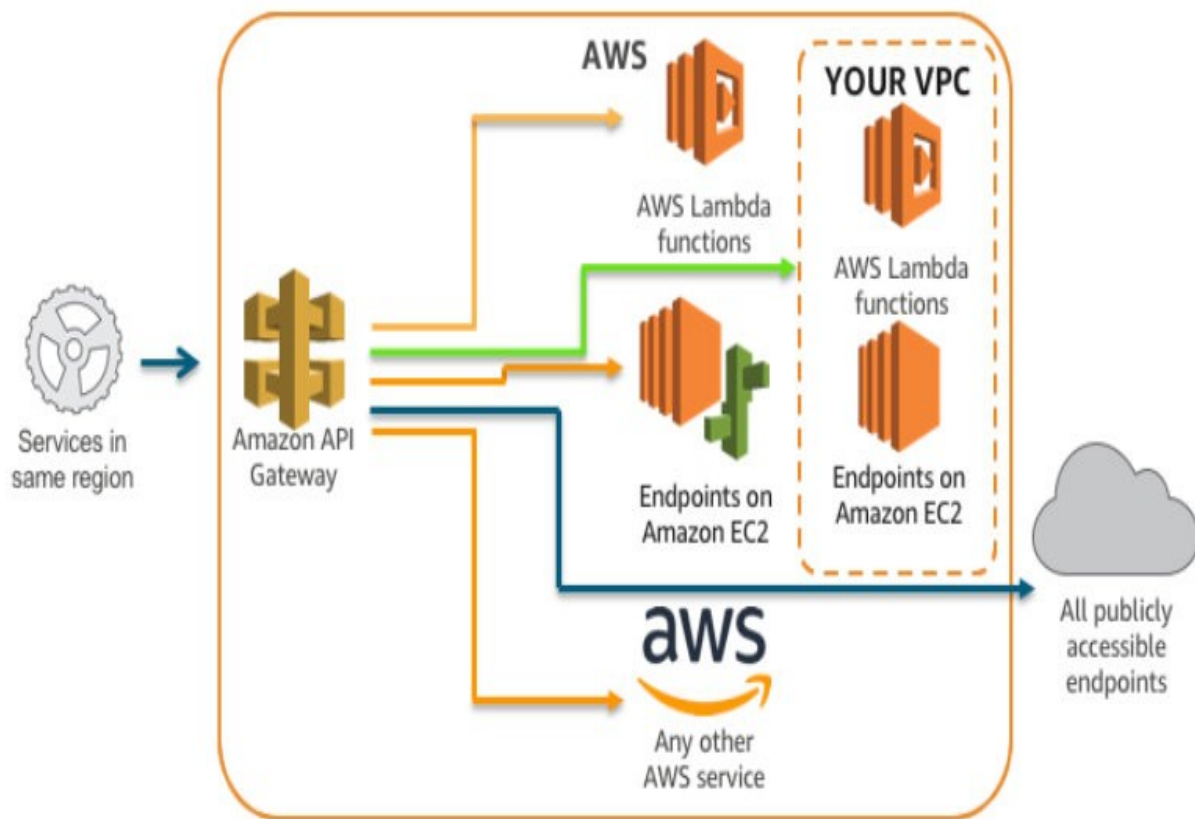 AWS
YOUR VPC
AWS Lambda
functions
AWS Lambda
functions
Services in
same region
Amazon API
Gateway
Endpoints on
Amazon EC2
Endpoints on
Amazon EC2
All publicly
accessible
endpoints
aws
Any other
AWS service